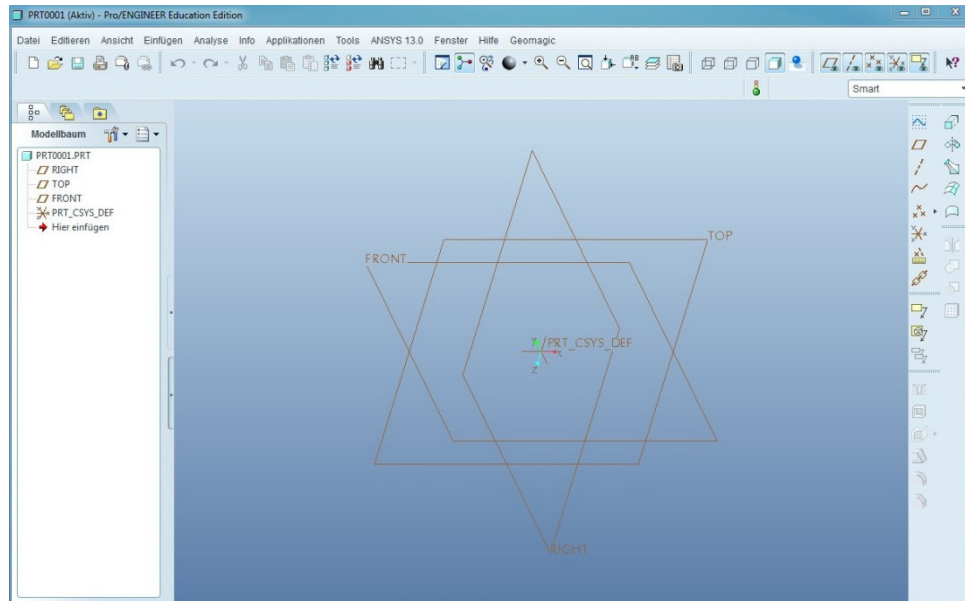 PRT0001 (Aktiv) - Pro/ENGINEER Education Edition
Datei Editieren Ansicht Einfügen Analyse Info Applikationen Tools ANSYS 13.0 Fenster Hilfe Geomagic
Smart
Modellbaum
PRT0001.PRT
RIGHT
TOP
FRONT
PRT_CSYS_DEF
Hier einfügen
TOP
FRONT
Y PRT_CSYS_DEF
X
Z
RIGHT